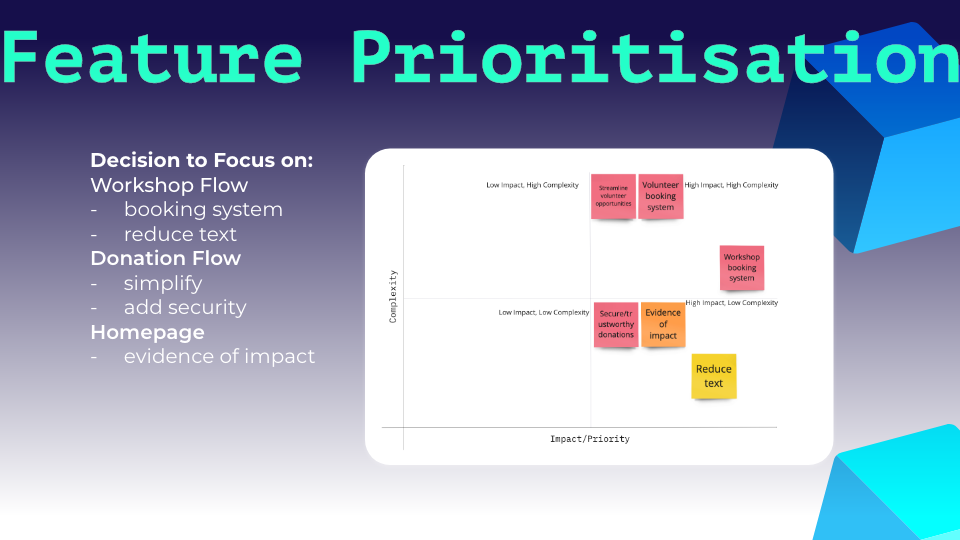 Feature Prioritisation
Decision to Focus on:
Workshop Flow
- booking system
- reduce text
Donation Flow
- simplify
- add security
Homepage
- evidence of impact
Low Impact, High Complexity
Streamline
volunteer
opportunities
Volunteer
booking
system
High Impact, High Complexity
Workshop
booking
system
Complexity
High Impact, Low Complexity
Low Impact, Low Complexity
Secure/tr
ustworthy
donations
Evidence
of
impact
Reduce
text
Impact/Priority